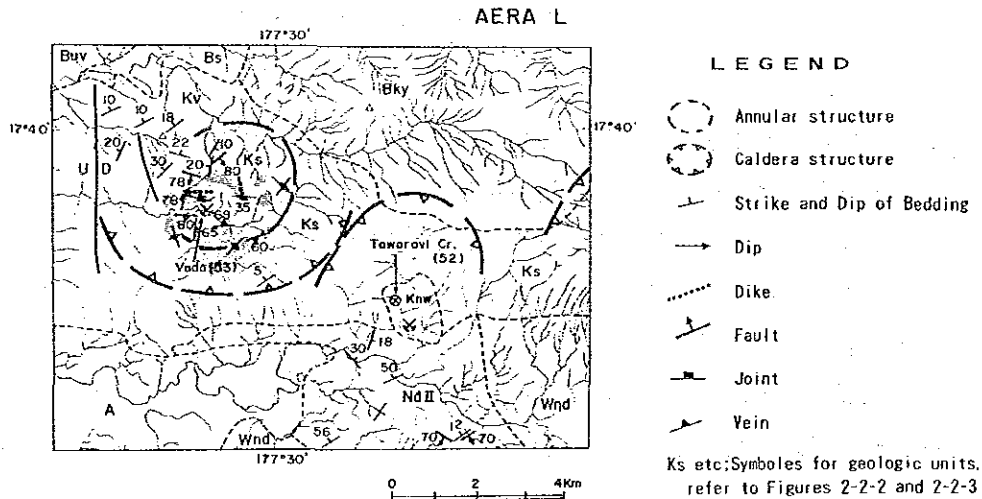 AERA L
177°30'
Buv
Bs
Kv
Bky
17°40'
17°40'
10
10
18
20
22
30
20
10
80
Ks
U D
78
78
35
69
80
65
60
Ks
Vuda(53)
5
Tawaravi Cr.
(52)
Ks
Knw
18
30
50
A
Nd II
Wnd
Wnd
56
70
12
70
177°30'
0 2 4Km
LEGEND
Annular structure
Caldera structure
Strike and Dip of Bedding
Dip
Dike
Fault
Joint
Vein
Ks etc;Symboles for geologic units,
refer to Figures 2-2-2 and 2-2-3